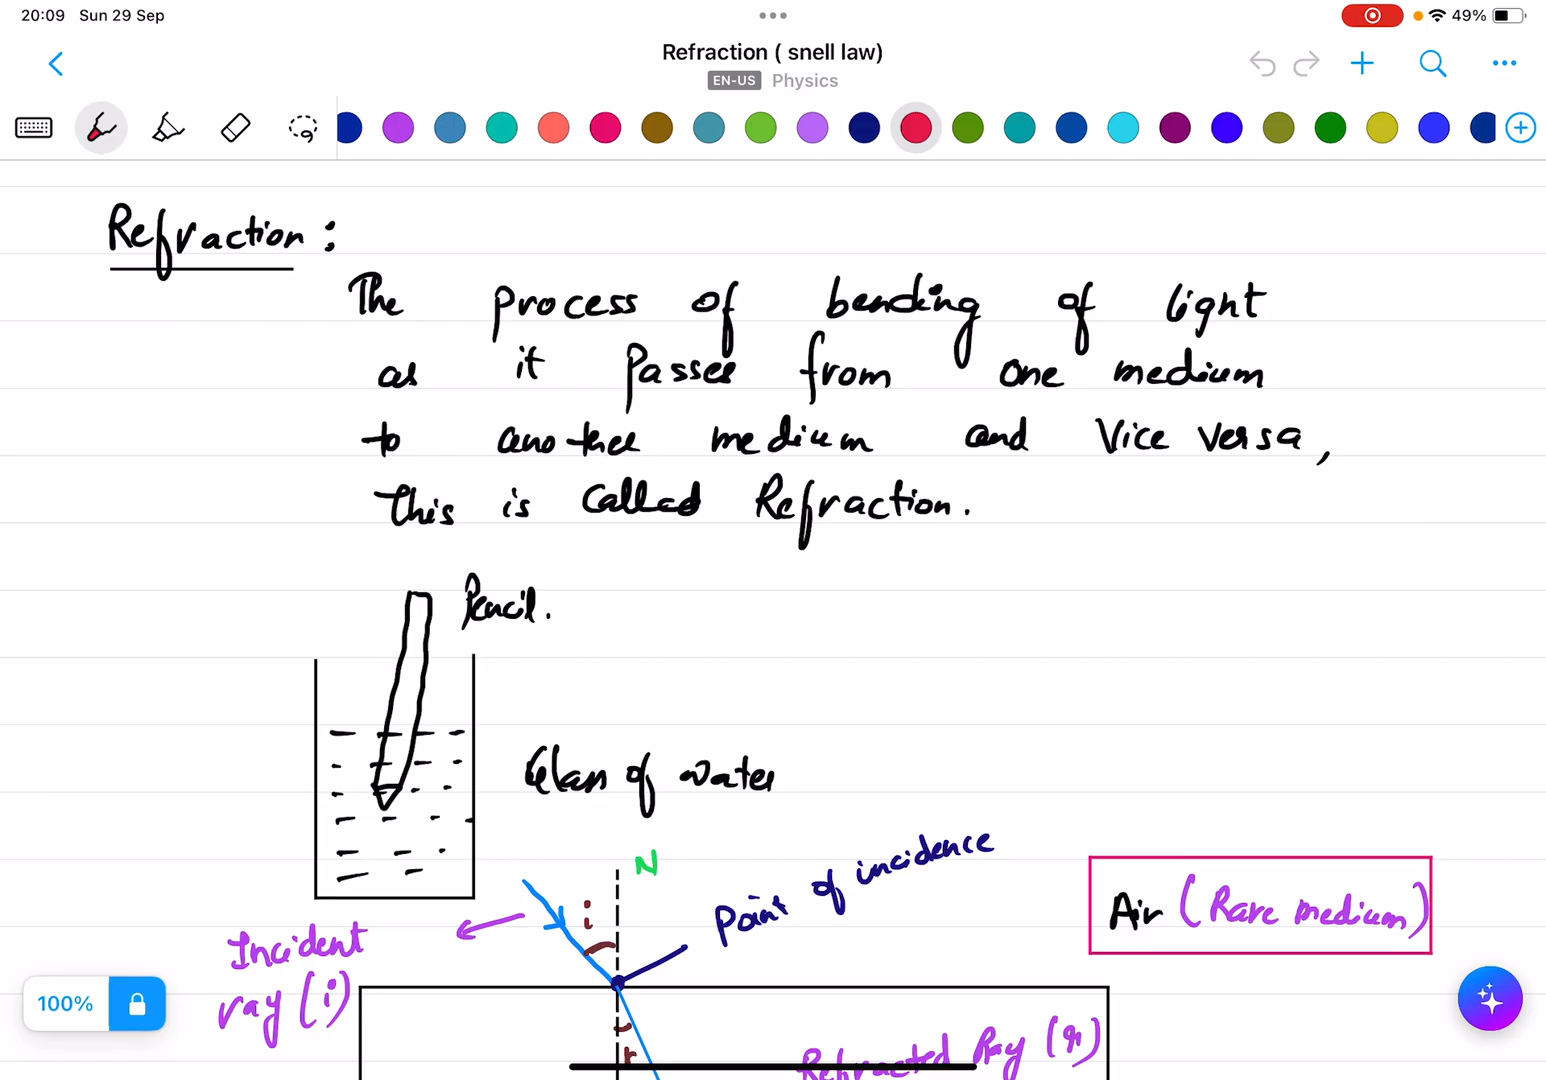 20:09 Sun 29 Sep
49%
Refraction ( snell law)
EN-US Physics
Refraction :
The process of bending of light
as it passes from one medium
to another medium and Vice versa,
This is called Refraction.
Pencil.
Glass of water
N
Point of incidence
i
Air (Rare medium)
Incident
ray (i)
100%
r
Refracted Ray (r)